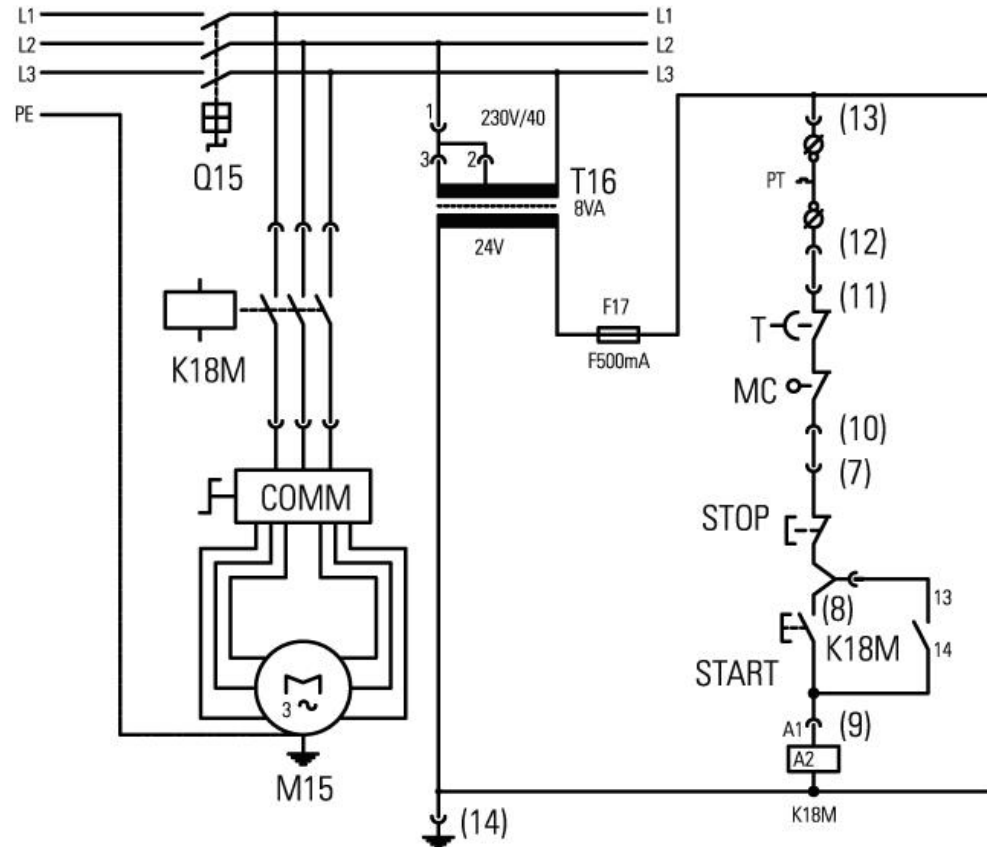 L1 L1
L2 L2
L3 L3
PE
Q15
1
230V/40
3 2
T16
8VA
24V
F17
F500mA
K18M
COMM
3
M15
(13)
PT
(12)
(11)
T
MC
(10)
(7)
STOP
13
(8)
K18M
14
START
A1
(9)
A2
K18M
(14)